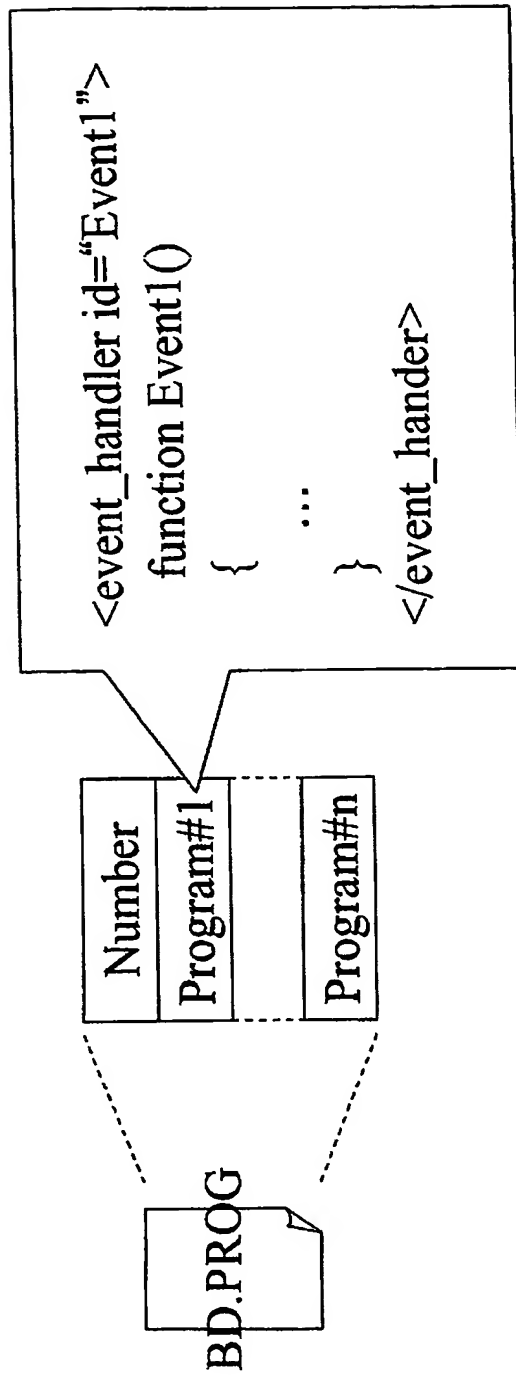 BD.PROG
Number
Program#1
Program#n
<event_handler id=“Event1”>
function Event1()
{
...
}
</event_hander>